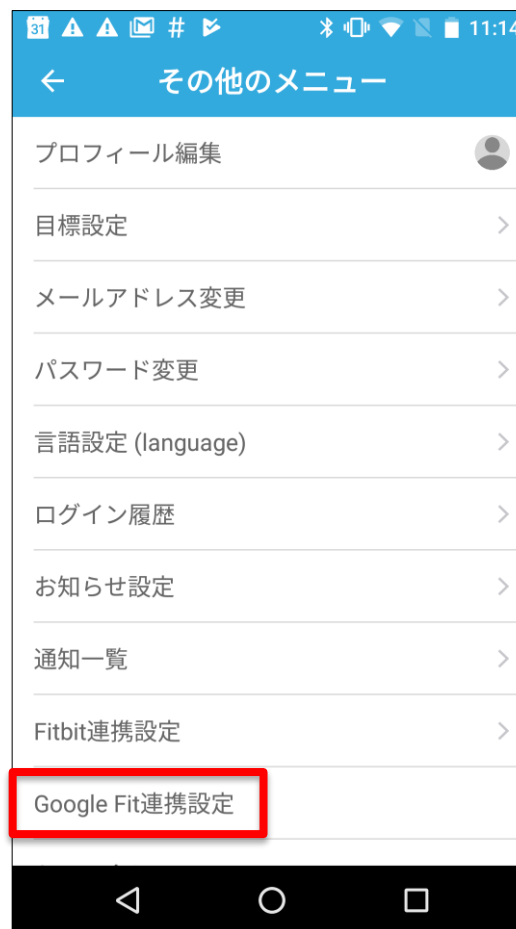 31 # 11:14
その他のメニュー
プロフィール編集
目標設定
メールアドレス変更
パスワード変更
言語設定 (language)
ログイン履歴
お知らせ設定
通知一覧
Fitbit連携設定
Google Fit連携設定